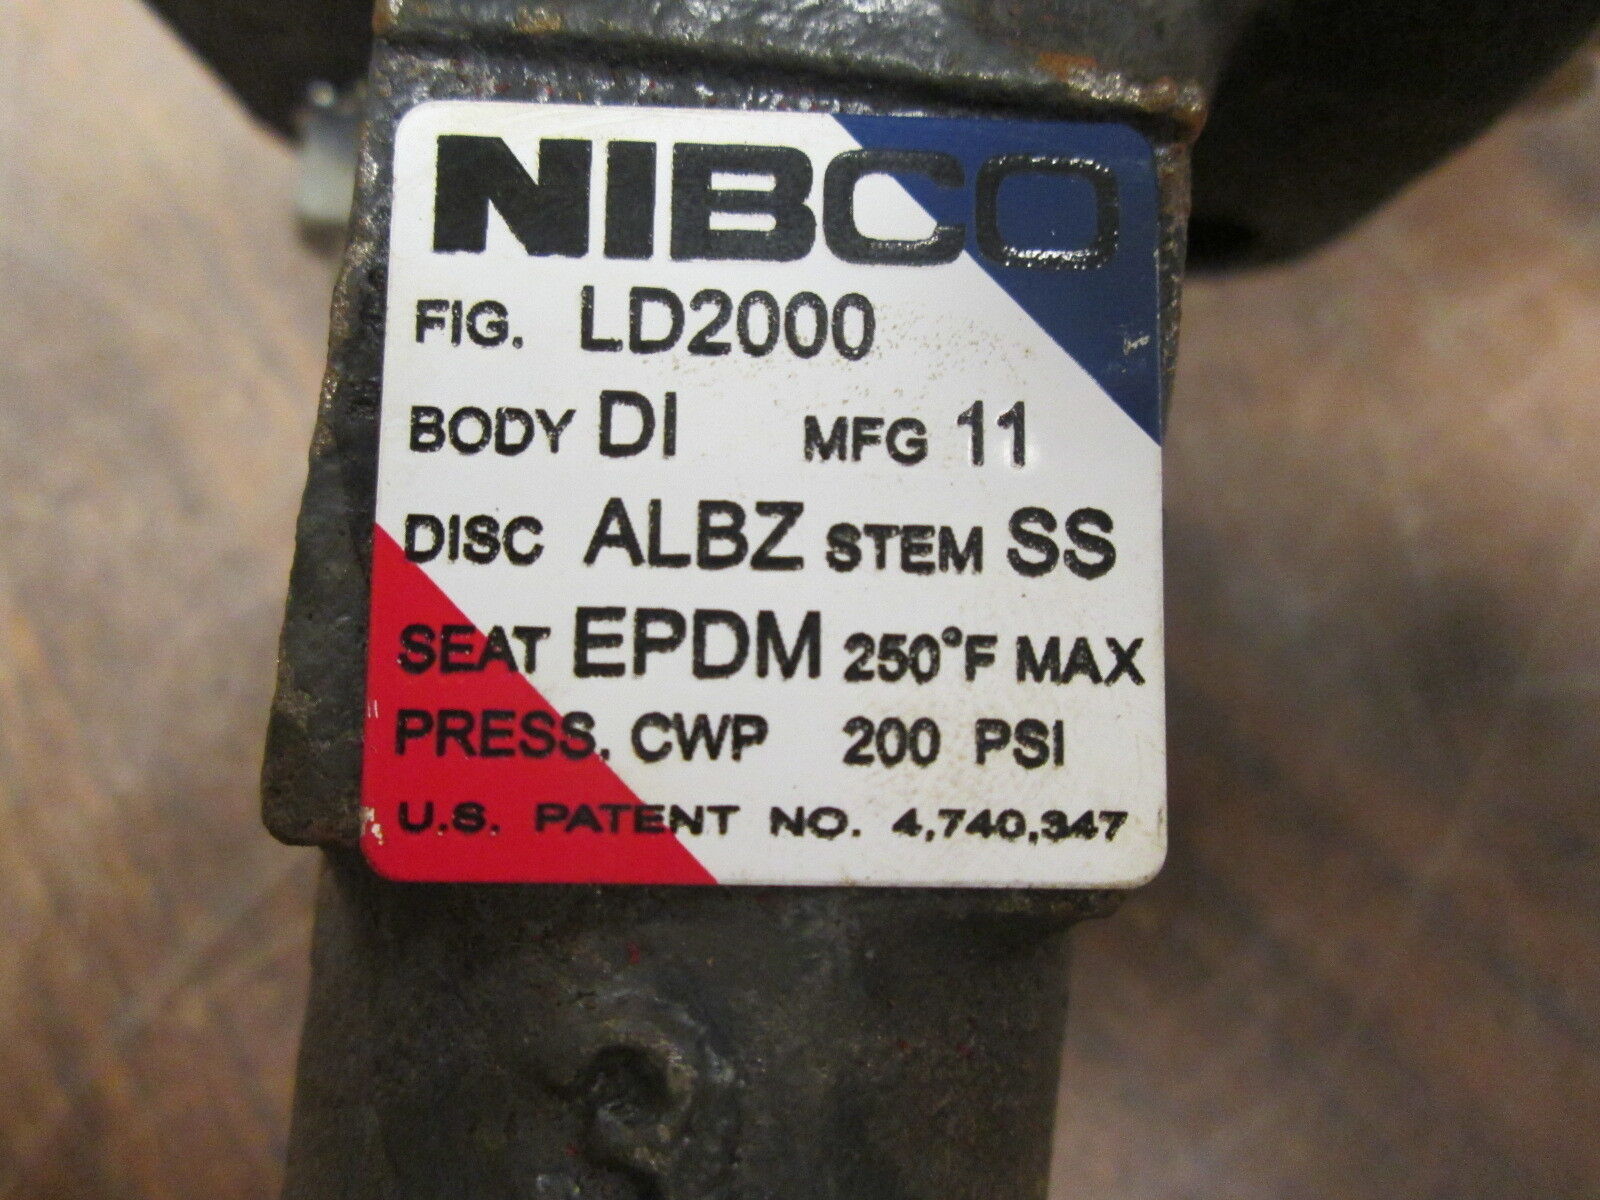 NIBCO
FIG. LD2000
BODY DI MFG 11
DISC ALBZ STEM SS
SEAT EPDM 250°F MAX
PRESS. CWP 200 PSI
U.S. PATENT NO. 4,740,347